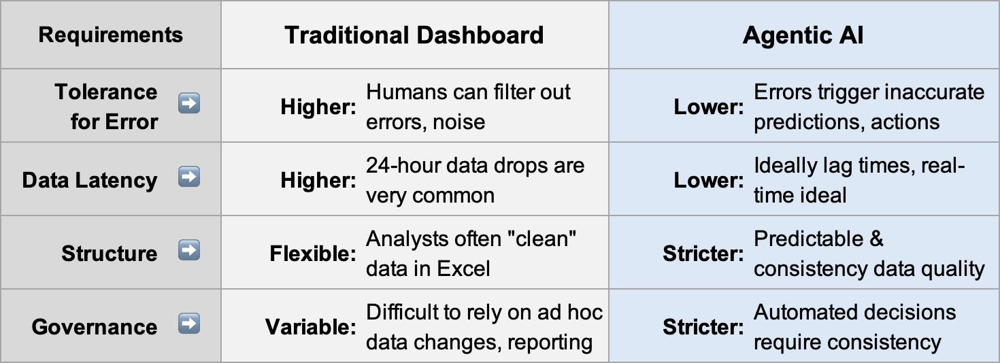 Requirements
Traditional Dashboard
Agentic AI
Tolerance
for Error
Higher:
Humans can filter out
errors, noise
Lower:
Errors trigger inaccurate
predictions, actions
Data Latency
Higher:
24-hour data drops are
very common
Lower:
Ideally lag times, real-
time ideal
Structure
Flexible:
Analysts often "clean"
data in Excel
Stricter:
Predictable &
consistency data quality
Governance
Variable:
Difficult to rely on ad hoc
data changes, reporting
Stricter:
Automated decisions
require consistency